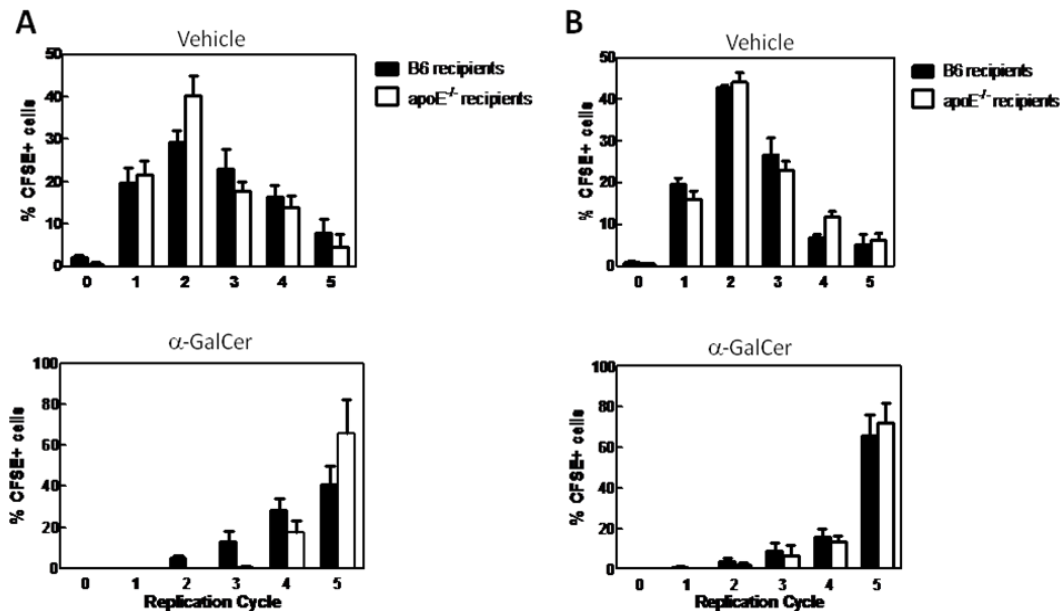 A
Vehicle
50
40
30
20
10
0
% CFSE+ cells
0 1 2 3 4 5
B6 recipients
apoE-/- recipients
α-GalCer
100
80
60
40
20
0
% CFSE+ cells
0 1 2 3 4 5
Replication Cycle
B
Vehicle
50
40
30
20
10
0
% CFSE+ cells
0 1 2 3 4 5
B6 recipients
apoE-/- recipients
α-GalCer
100
80
60
40
20
0
% CFSE+ cells
0 1 2 3 4 5
Replication Cycle